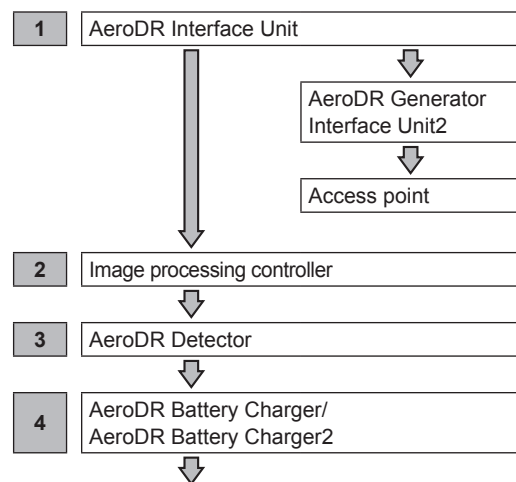 1
AeroDR Interface Unit
AeroDR Generator
Interface Unit2
Access point
2
Image processing controller
3
AeroDR Detector
4
AeroDR Battery Charger/
AeroDR Battery Charger2